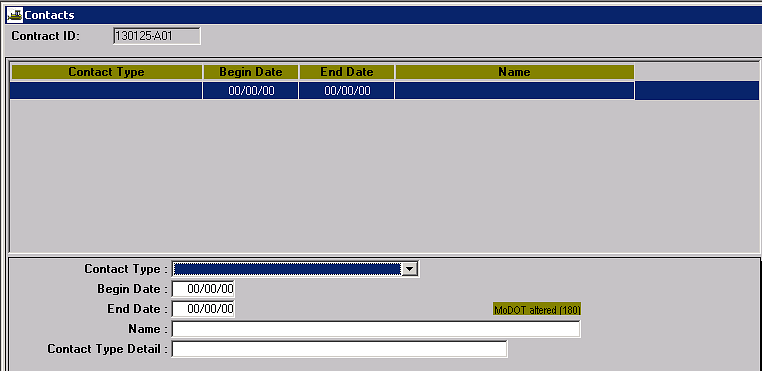 Contacts
Contract ID: 130125-A01
Contact Type Begin Date End Date Name
00/00/00 00/00/00
Contact Type :
Begin Date : 00/00/00
End Date : 00/00/00 MoDOT altered (180)
Name :
Contact Type Detail :